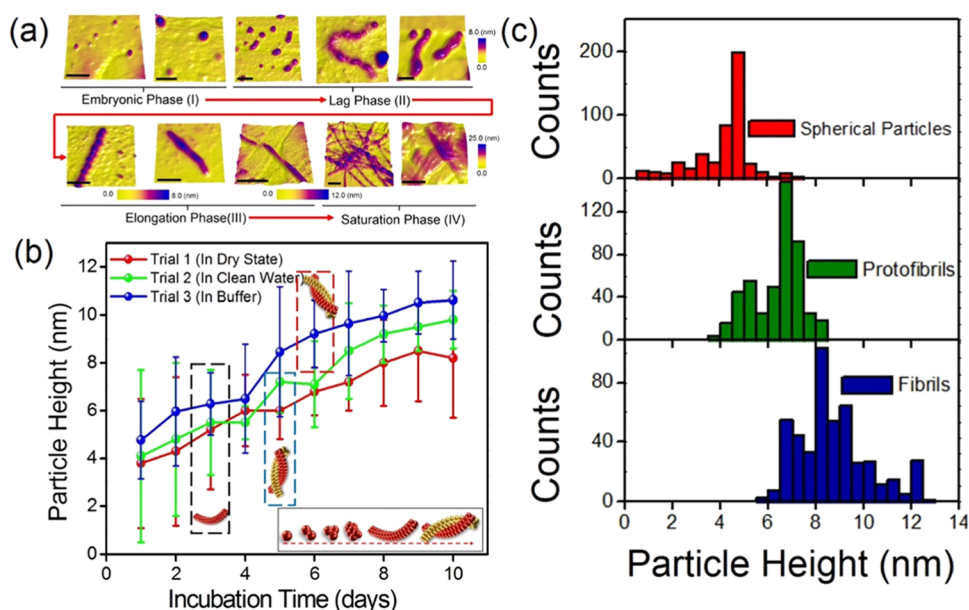 (a)
8.0 (nm)
0.0
Embryonic Phase (I)
Lag Phase (II)
25.0 (nm)
0.0
0.0 8.0 (nm)
0.0 12.0 (nm)
Elongation Phase(III)
Saturation Phase (IV)
(b)
Particle Height (nm)
12
10
8
6
4
2
0
Trial 1 (In Dry State)
Trial 2 (In Clean Water)
Trial 3 (In Buffer)
0 2 4 6 8 10
Incubation Time (days)
(c)
Counts
200
100
0
Spherical Particles
Counts
120
80
40
0
Protofibrils
Counts
80
40
0
Fibrils
0 2 4 6 8 10 12 14
Particle Height (nm)